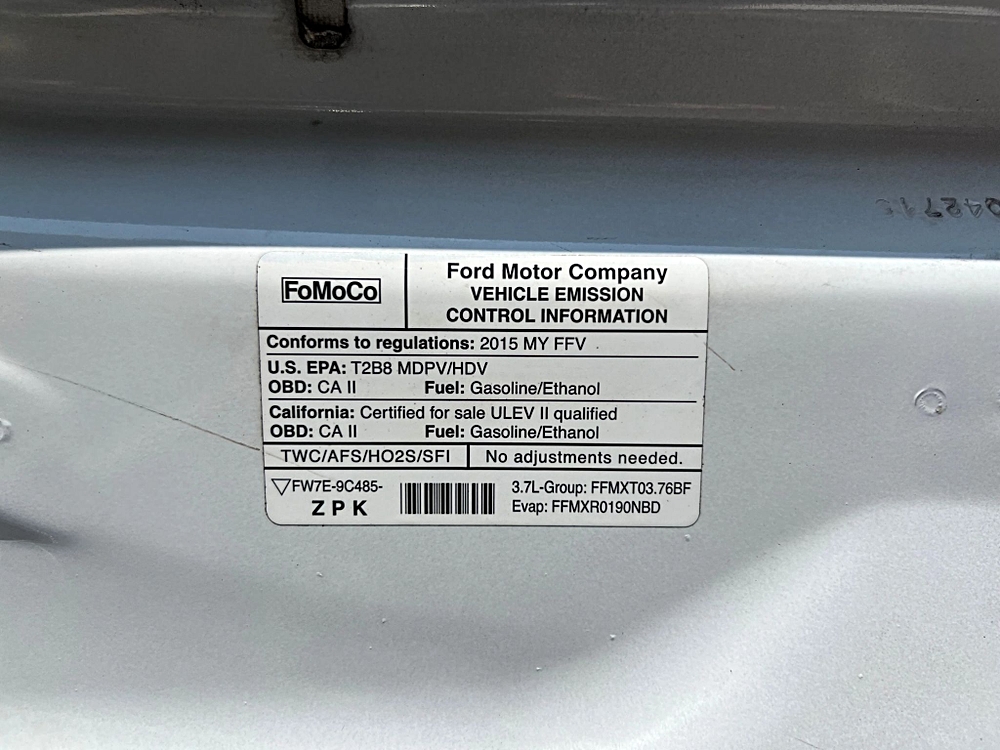 FoMoCo
Ford Motor Company
VEHICLE EMISSION
CONTROL INFORMATION
Conforms to regulations: 2015 MY FFV
U.S. EPA: T2B8 MDPV/HDV
OBD: CA II Fuel: Gasoline/Ethanol
California: Certified for sale ULEV II qualified
OBD: CA II Fuel: Gasoline/Ethanol
TWC/AFS/HO2S/SFI No adjustments needed.
FW7E-9C485-
Z P K
3.7L-Group: FFMXT03.76BF
Evap: FFMXR0190NBD